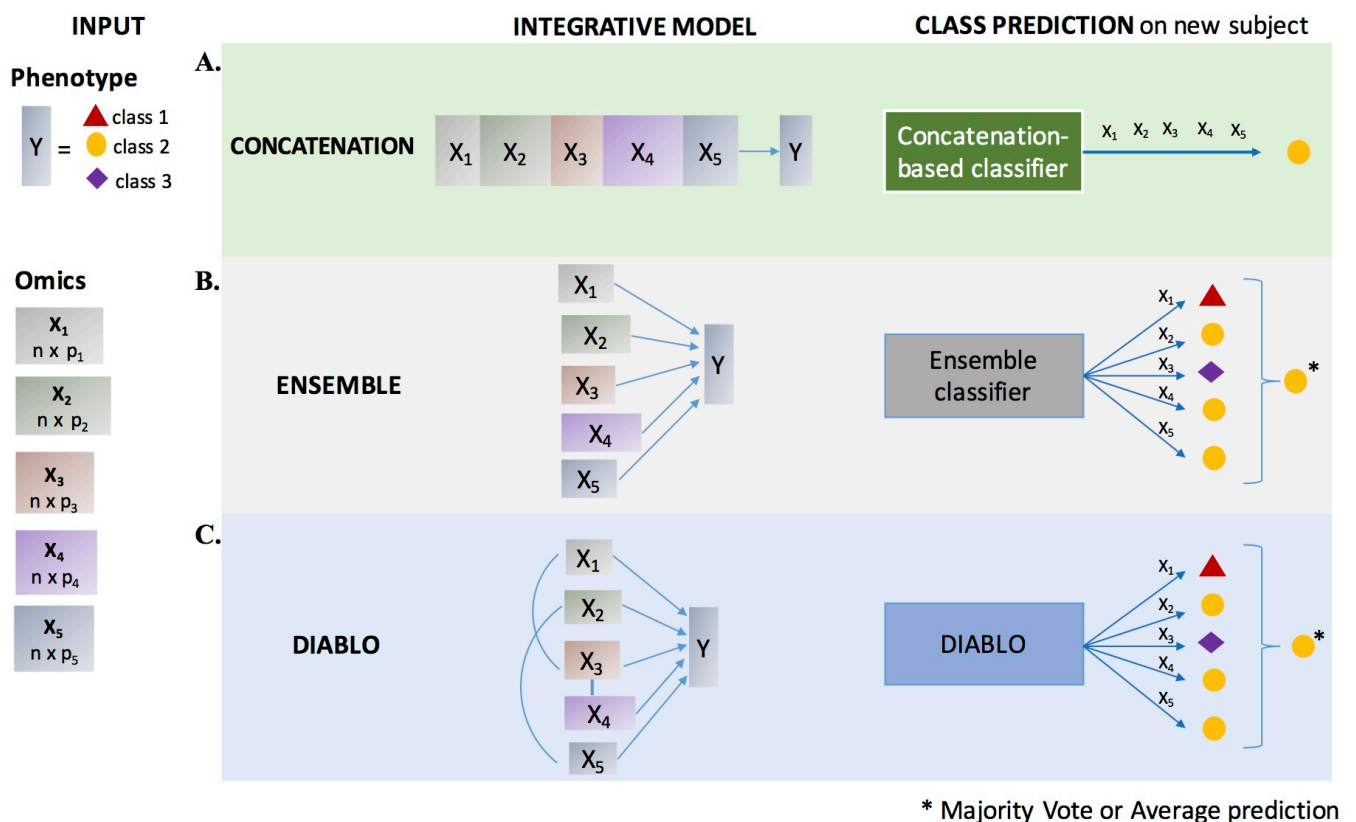 INPUT
INTEGRATIVE MODEL
CLASS PREDICTION on new subject
Phenotype
Y =
class 1
class 2
class 3
Omics
X₁
n x p₁
X₂
n x p₂
X₃
n x p₃
X₄
n x p₄
X₅
n x p₅
A.
CONCATENATION
X₁ X₂ X₃ X₄ X₅ Y
Concatenation-
based classifier
X₁ X₂ X₃ X₄ X₅
B.
ENSEMBLE
X₁
X₂
X₃
X₄
X₅
Y
Ensemble
classifier
X₁
X₂
X₃
X₄
X₅
*
C.
DIABLO
X₁
X₂
X₃
X₄
X₅
Y
DIABLO
X₁
X₂
X₃
X₄
X₅
*
* Majority Vote or Average prediction